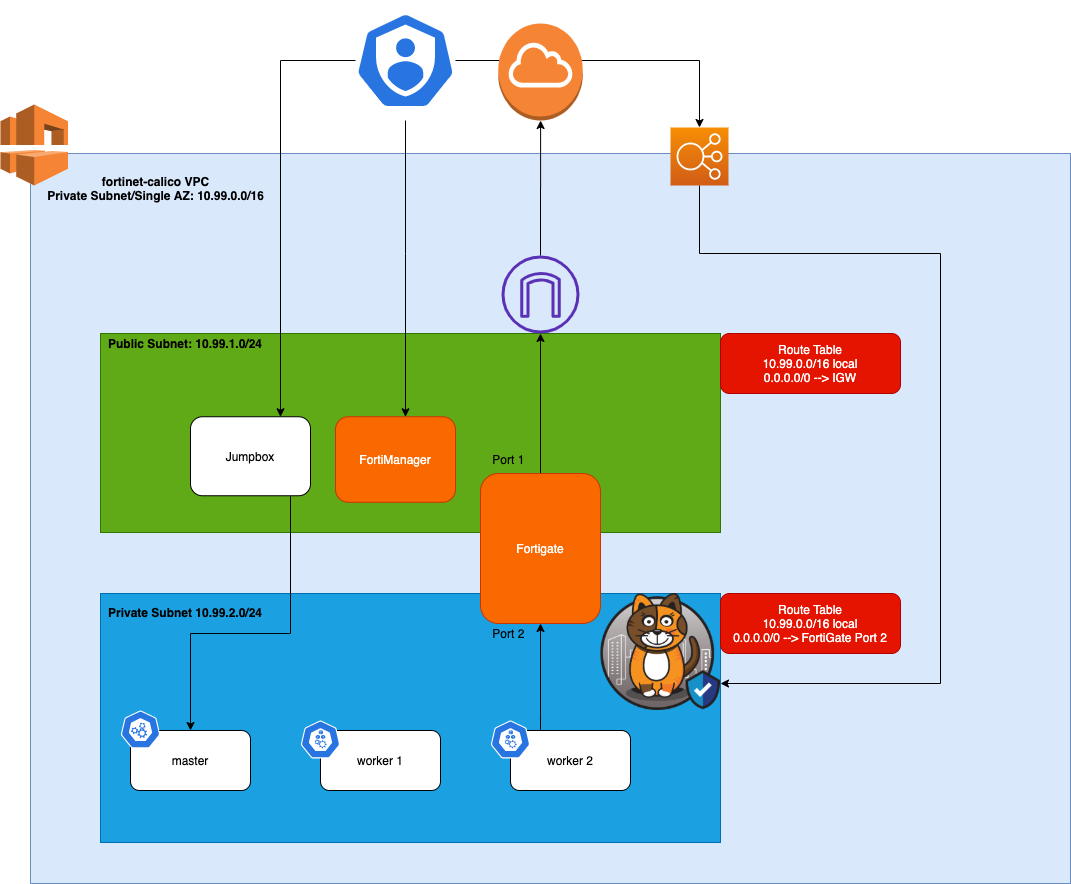 fortinet-calico VPC
Private Subnet/Single AZ: 10.99.0.0/16
Public Subnet: 10.99.1.0/24
Route Table
10.99.0.0/16 local
0.0.0.0/0 --> IGW
Jumpbox
FortiManager
Port 1
Fortigate
Private Subnet 10.99.2.0/24
Port 2
Route Table
10.99.0.0/16 local
0.0.0.0/0 --> FortiGate Port 2
master
worker 1
worker 2